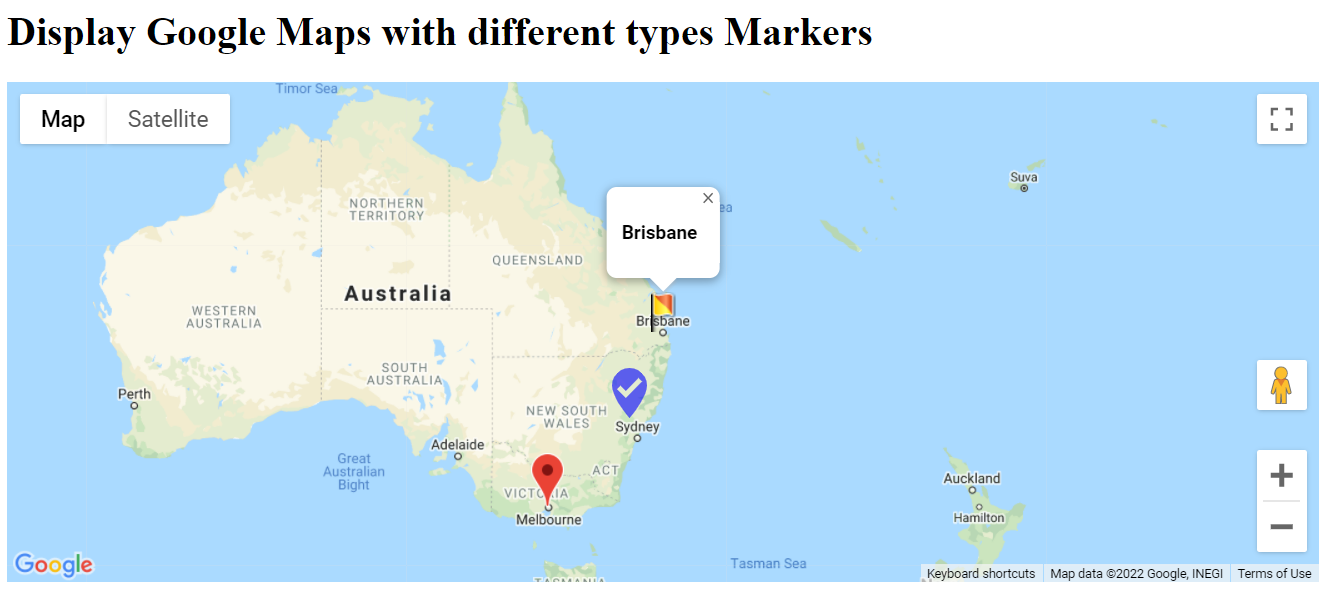 Display Google Maps with different types Markers
Timor Sea
Map
Satellite
Suva
NORTHERN
TERRITORY
ea
Brisbane
QUEENSLAND
Australia
WESTERN
AUSTRALIA
Brisbane
SOUTH
AUSTRALIA
Perth
NEW SOUTH
WALES
Sydney
Adelaide
Great
Australian
Bight
ACT
VICTORIA
Melbourne
Auckland
Hamilton
Google
Tasman Sea
TASMANIA
Keyboard shortcuts
Map data ©2022 Google, INEGI
Terms of Use